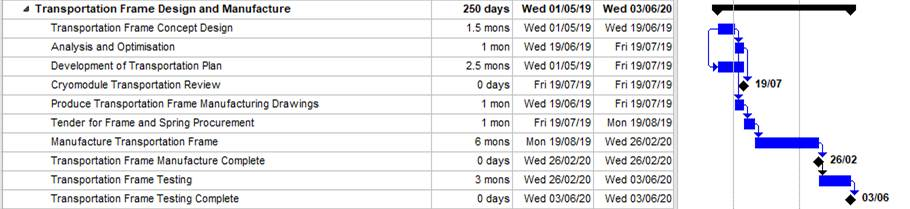 Transportation Frame Design and Manufacture 250 days Wed 01/05/19 Wed 03/06/20
Transportation Frame Concept Design 1.5 mons Wed 01/05/19 Wed 19/06/19
Analysis and Optimisation 1 mon Wed 19/06/19 Fri 19/07/19
Development of Transportation Plan 2.5 mons Wed 01/05/19 Fri 19/07/19
Cryomodule Transportation Review 0 days Fri 19/07/19 Fri 19/07/19 19/07
Produce Transportation Frame Manufacturing Drawings 1 mon Wed 19/06/19 Fri 19/07/19
Tender for Frame and Spring Procurement 1 mon Fri 19/07/19 Mon 19/08/19
Manufacture Transportation Frame 6 mons Mon 19/08/19 Wed 26/02/20
Transportation Frame Manufacture Complete 0 days Wed 26/02/20 Wed 26/02/20 26/02
Transportation Frame Testing 3 mons Wed 26/02/20 Wed 03/06/20
Transportation Frame Testing Complete 0 days Wed 03/06/20 Wed 03/06/20 03/06